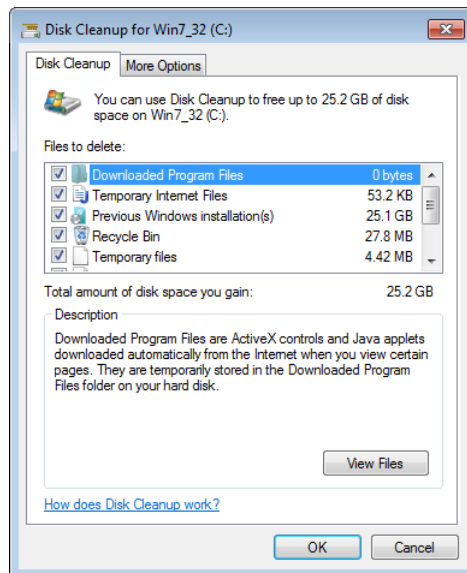 Disk Cleanup for Win7_32 (C:)
Disk Cleanup
More Options
You can use Disk Cleanup to free up to 25.2 GB of disk
space on Win7_32 (C:).
Files to delete:
Downloaded Program Files 0 bytes
Temporary Internet Files 53.2 KB
Previous Windows installation(s) 25.1 GB
Recycle Bin 27.8 MB
Temporary files 4.42 MB
Total amount of disk space you gain: 25.2 GB
Description
Downloaded Program Files are ActiveX controls and Java applets
downloaded automatically from the Internet when you view certain
pages. They are temporarily stored in the Downloaded Program
Files folder on your hard disk.
View Files
How does Disk Cleanup work?
OK Cancel